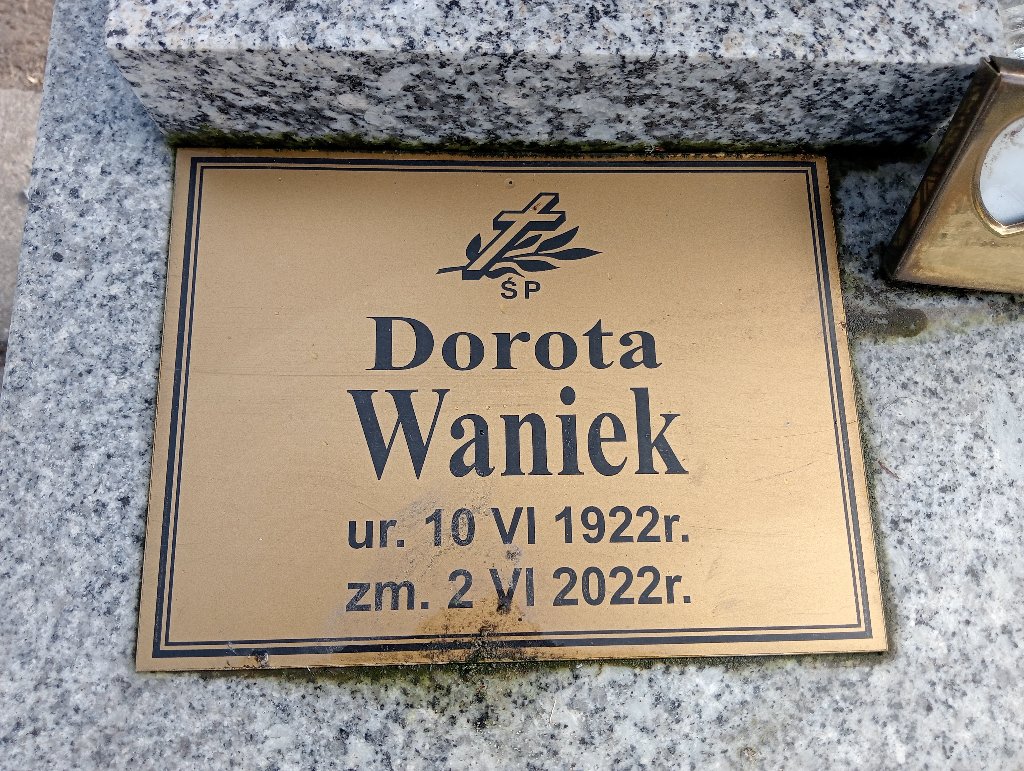 ŚP
Dorota
Waniek
ur. 10 VI 1922r.
zm. 2 VI 2022r.